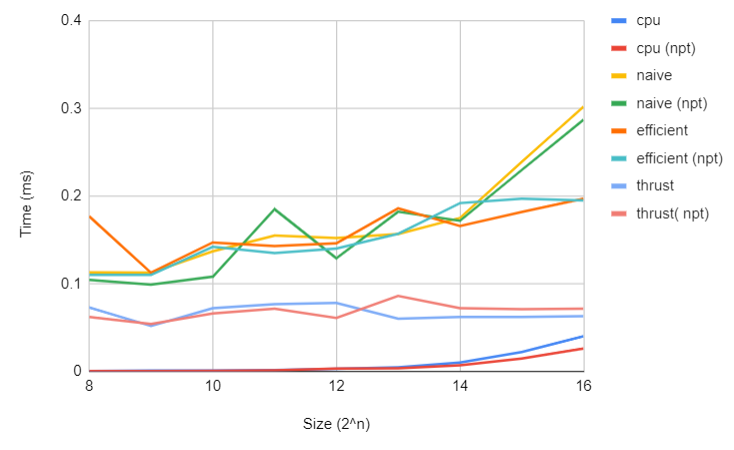 0.4
0.3
0.2
0.1
0
Time (ms)
8
10
12
14
16
Size (2^n)
cpu
cpu (npt)
naive
naive (npt)
efficient
efficient (npt)
thrust
thrust( npt)